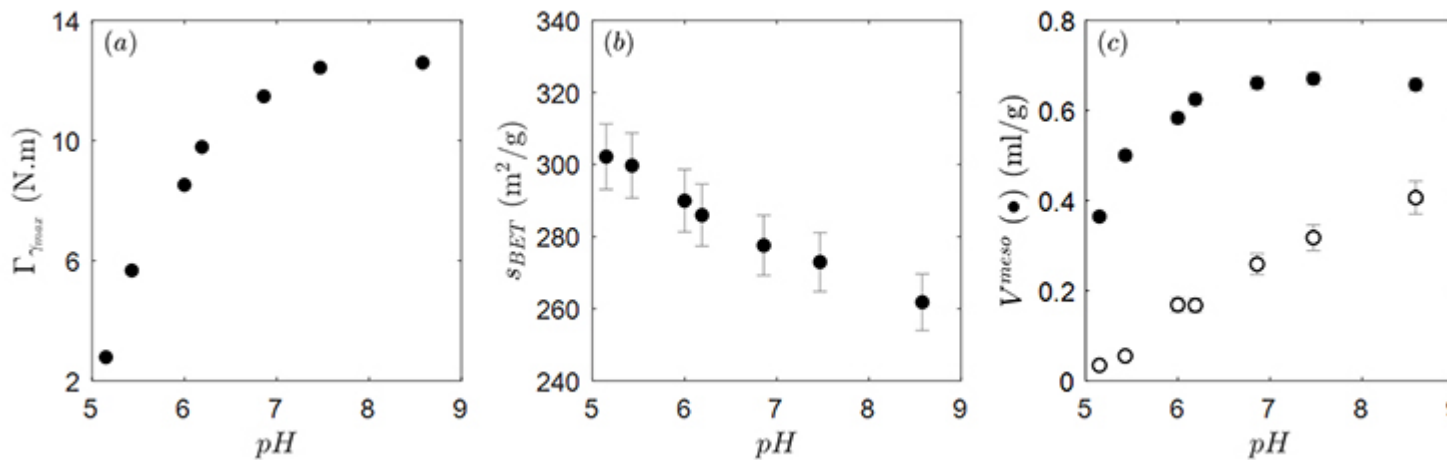 (a)
14
10
6
2
Γγmax (N.m)
5 6 7 8 9
pH
(b)
340
320
300
280
260
240
sBET (m²/g)
5 6 7 8 9
pH
(c)
0.8
0.6
0.4
0.2
0
Vmeso (●) (ml/g)
5 6 7 8 9
pH